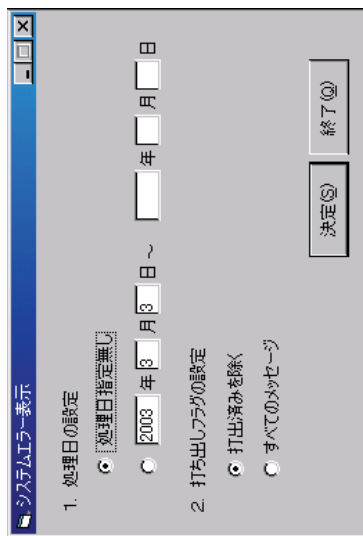 システムエラー表示
1. 処理日の設定
処理日指定無し
2003 年 3 月 3 日 ～ 年 月 日
2. 打ち出しフラグの設定
打出済みを除く
すべてのメッセージ
決定(S) 終了(Q)